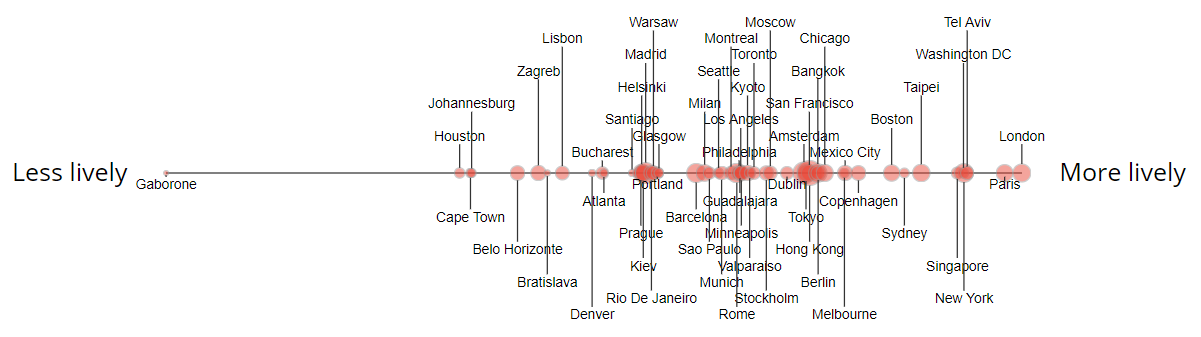 Warsaw
Moscow
Tel Aviv
Lisbon
Montreal
Chicago
Madrid
Toronto
Washington DC
Zagreb
Seattle
Bangkok
Helsinki
Kyoto
Taipei
Johannesburg
Milan
San Francisco
Santiago
Los Angeles
Boston
Houston
Glasgow
Amsterdam
London
Bucharest
Philadelphia
Mexico City
Less lively
More lively
Gaborone
Portland
Dublin
Paris
Atlanta
Guadalajara
Copenhagen
Cape Town
Barcelona
Tokyo
Prague
Minneapolis
Sydney
Belo Horizonte
Sao Paulo
Hong Kong
Kiev
Valparaiso
Singapore
Bratislava
Munich
Berlin
Rio De Janeiro
Stockholm
New York
Denver
Rome
Melbourne